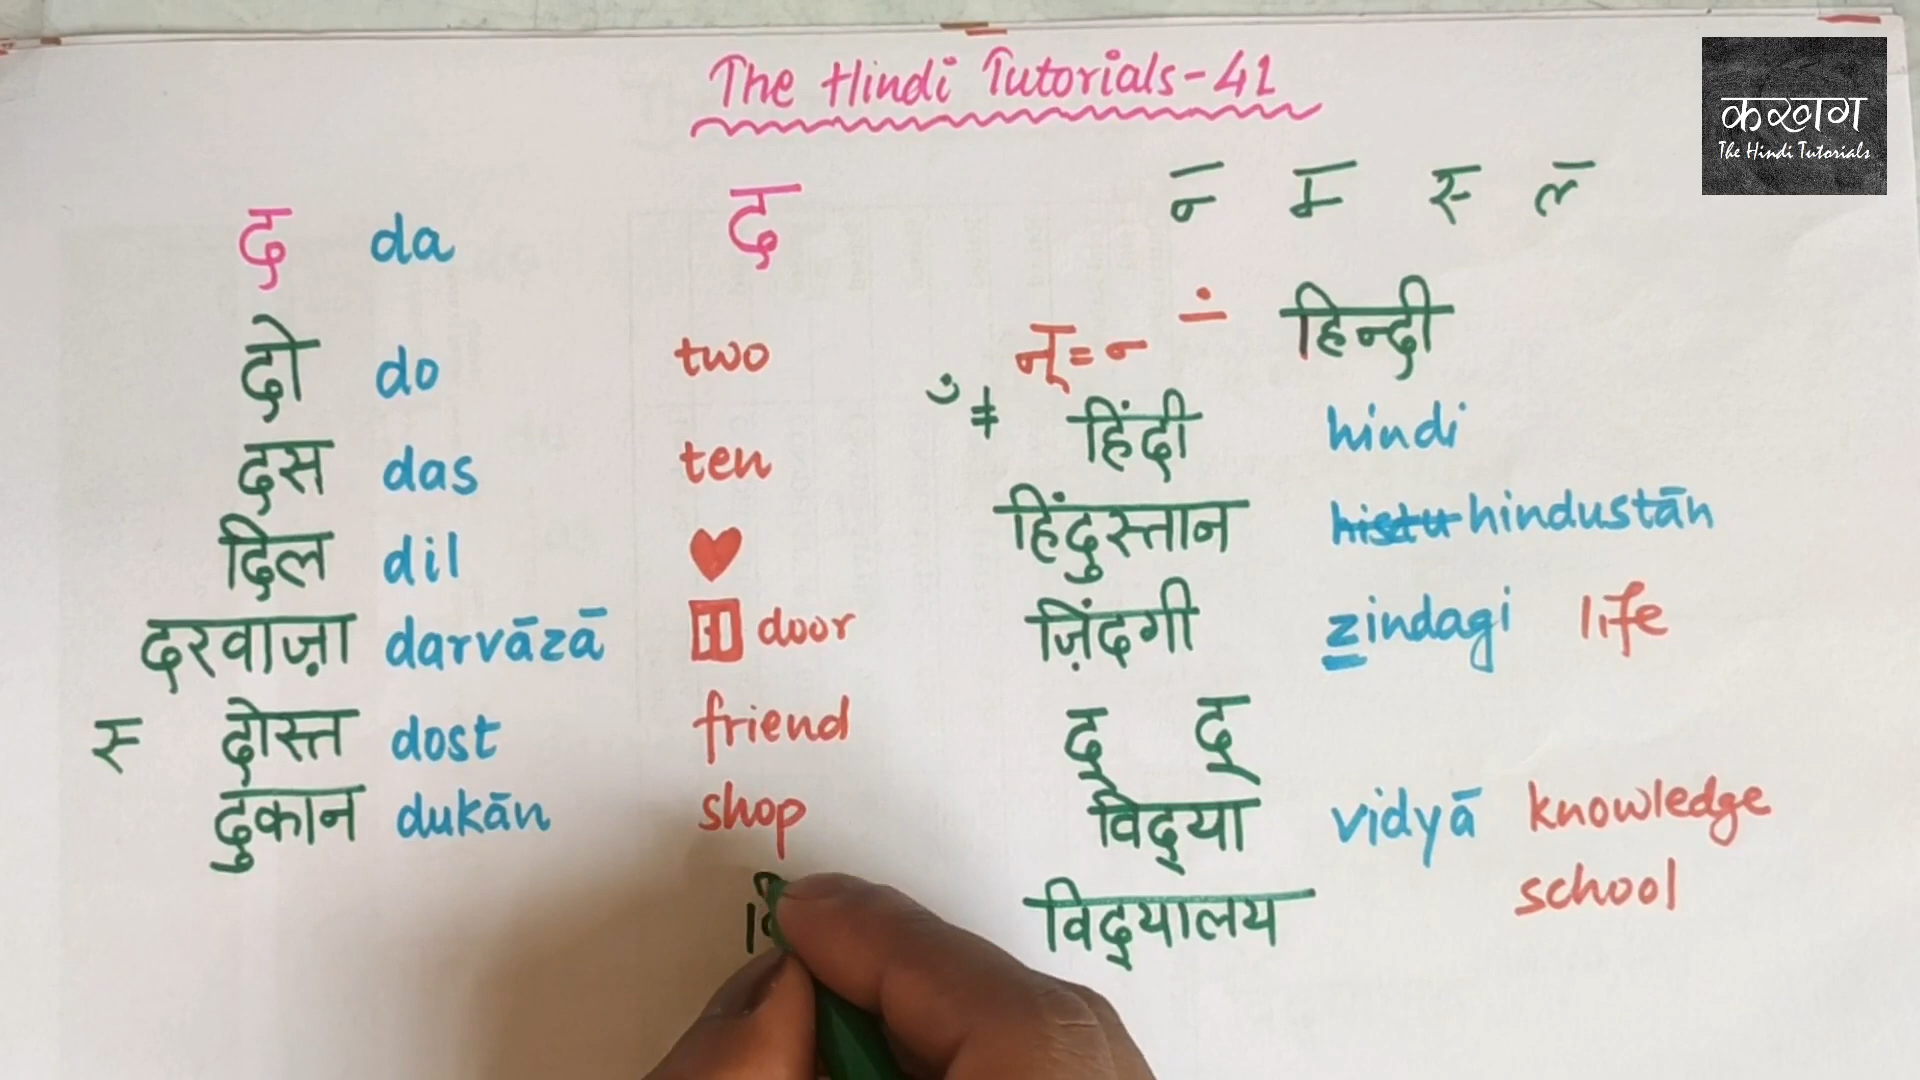 The Hindi Tutorials-41
कखग
The Hindi Tutorials
द da द
दो do two
दस das ten
दिल dil
दरवाज़ा darvāzā door
स् दोस्त dost friend
दुकान dukān shop
न् = न् हिन्दी
हिंदी hindi
हिंदुस्तान hindustān
ज़िंदगी zindagi life
द् द्
विद्या vidyā knowledge
school
विद्यालय